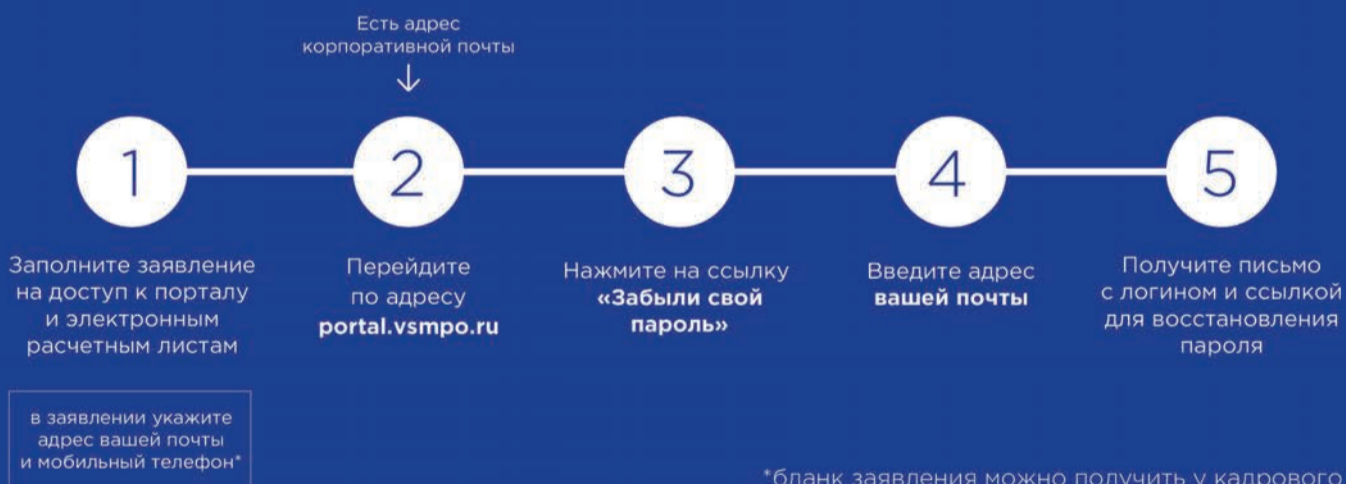 Есть адрес
корпоративной почты
1
2
3
4
5
Заполните заявление
на доступ к порталу
и электронным
расчетным листам
Перейдите
по адресу
portal.vsmpo.ru
Нажмите на ссылку
«Забыли свой
пароль»
Введите адрес
вашей почты
Получите письмо
с логином и ссылкой
для восстановления
пароля
в заявлении укажите
адрес вашей почты
и мобильный телефон*
*бланк заявления можно получить у кадрового